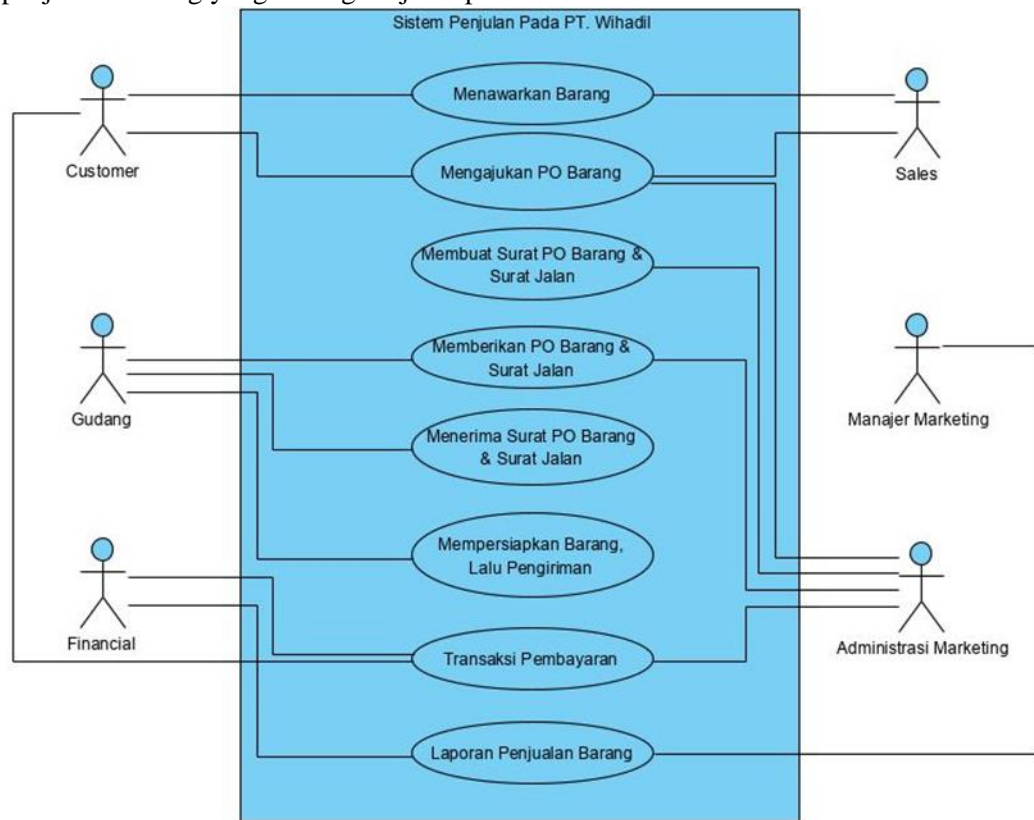 Sistem Penjulan Pada PT. Wihadil
Menawarkan Barang
Customer
Mengajukan PO Barang
Sales
Membuat Surat PO Barang &
Surat Jalan
Memberikan PO Barang &
Surat Jalan
Gudang
Manajer Marketing
Menerima Surat PO Barang
& Surat Jalan
Mempersiapkan Barang,
Lalu Pengiriman
Financial
Transaksi Pembayaran
Administrasi Marketing
Laporan Penjualan Barang